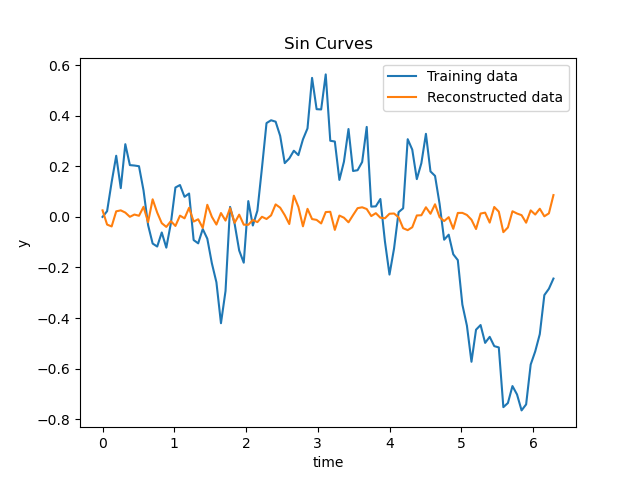 Sin Curves
Training data
Reconstructed data
0.6
0.4
0.2
0.0
−0.2
−0.4
−0.6
−0.8
y
0 1 2 3 4 5 6
time